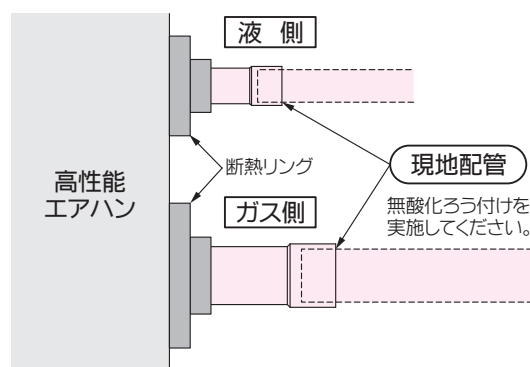 液 側
断熱リング
高性能
エアハン
ガス側
現地配管
無酸化ろう付けを
実施してください。